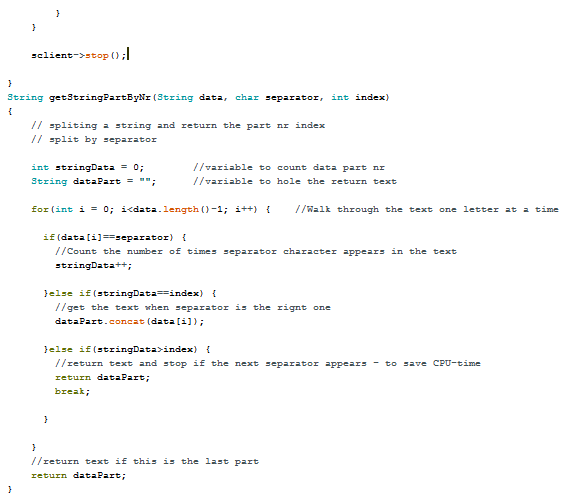 }
}
sclient->stop();
}
String getStringPartByNr(String data, char separator, int index)
{
// spliting a string and return the part nr index
// split by separator
int stringData = 0; //variable to count data part nr
String dataPart = ""; //variable to hole the return text
for(int i = 0; i<data.length()-1; i++) { //Walk through the text one letter at a time
if(data[i]==separator) {
//Count the number of times separator character appears in the text
stringData++;
}else if(stringData==index) {
//get the text when separator is the rignt one
dataPart.concat(data[i]);
}else if(stringData>index) {
//return text and stop if the next separator appears - to save CPU-time
return dataPart;
break;
}
}
//return text if this is the last part
return dataPart;
}